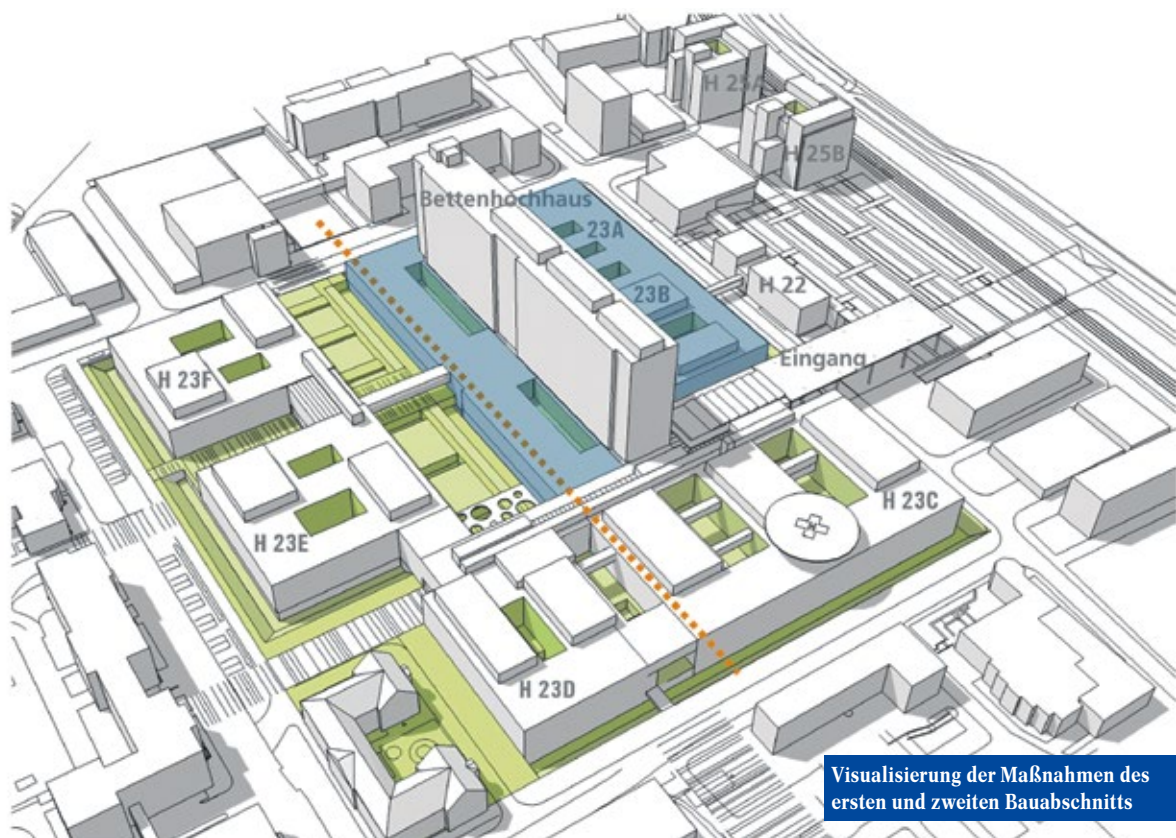 H 25A
H 25B
Bettenhochhaus
23A
23B
H 22
Eingang
H 23F
H 23C
H 23E
H 23D
Visualisierung der Maßnahmen des
ersten und zweiten Bauabschnitts